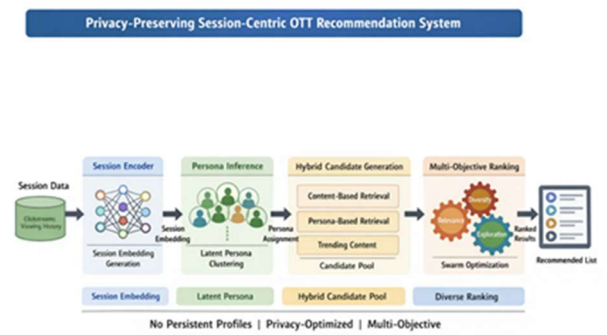 Privacy-Preserving Session-Centric OTT Recommendation System
Session Encoder
Persona Inference
Hybrid Candidate Generation
Multi-Objective Ranking
Session Data
Viewing History
Session
Embedding
Persona
Assignment
Content-Based Retrieval
Persona-Based Retrieval
Trending Content
Diversity
Relevance
Exploration
Ranked
Results
Session Embedding
Generation
Latent Persona
Clustering
Candidate Pool
Swarm Optimization
Recommended List
Session Embedding
Latent Persona
Hybrid Candidate Pool
Diverse Ranking
No Persistent Profiles | Privacy-Optimized | Multi-Objective